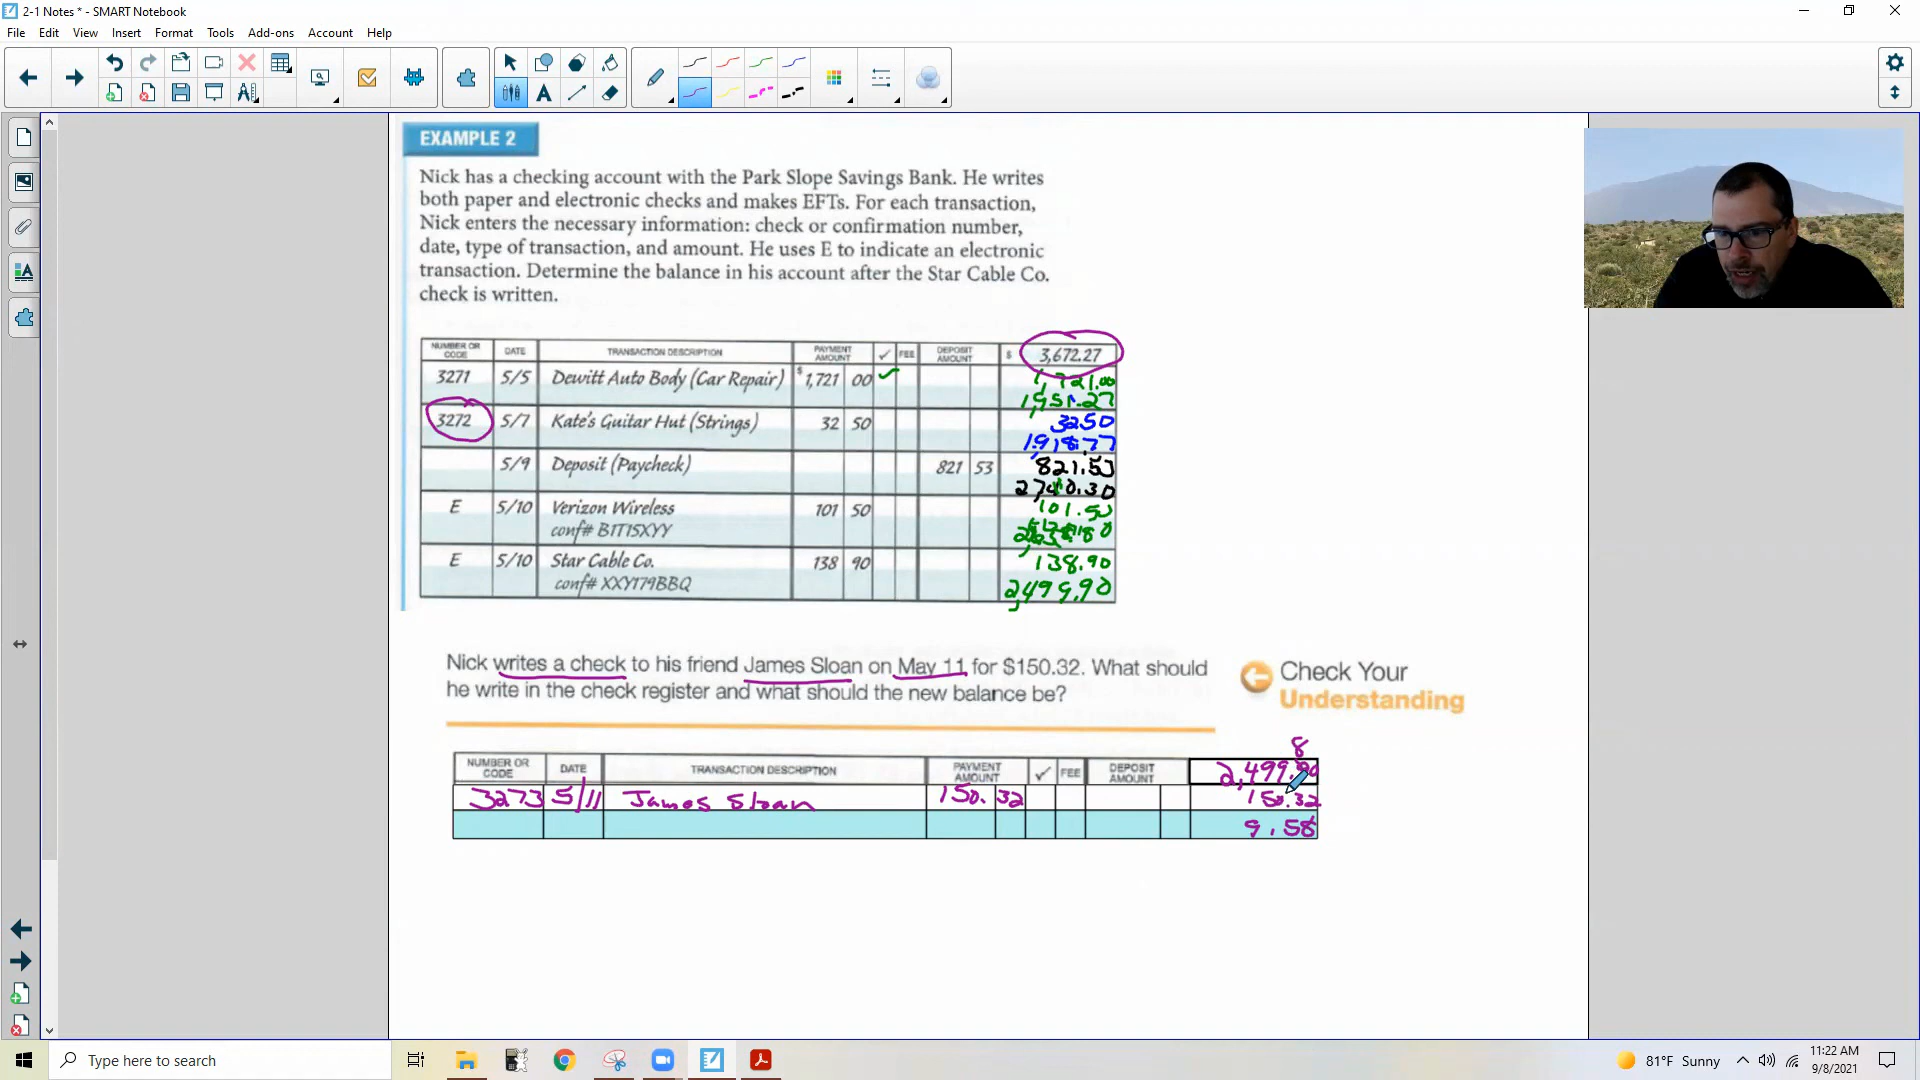 2-1 Notes * - SMART Notebook
File Edit View Insert Format Tools Add-ons Account Help
EXAMPLE 2
Nick has a checking account with the Park Slope Savings Bank. He writes
both paper and electronic checks and makes EFTs. For each transaction,
Nick enters the necessary information: check or confirmation number,
date, type of transaction, and amount. He uses E to indicate an electronic
transaction. Determine the balance in his account after the Star Cable Co.
check is written.
NUMBER OR CODE DATE TRANSACTION DESCRIPTION PAYMENT AMOUNT ✓ FEE DEPOSIT AMOUNT $ 3,672.27
3271 5/5 Dewitt Auto Body (Car Repair) $1,721 00 ✓ 1,721.00
1,951.27
3272 5/7 Kate's Guitar Hut (Strings) 32 50 32.50
1,918.77
5/9 Deposit (Paycheck) 821 53 821.53
2740.30
E 5/10 Verizon Wireless 101 50 101.50
conf# B1T15XYY
E 5/10 Star Cable Co. 138 90 138.90
conf# XXY179BBQ 2,499.90
Nick writes a check to his friend James Sloan on May 11 for $150.32. What should
he write in the check register and what should the new balance be?
Check Your
Understanding
8
NUMBER OR CODE DATE TRANSACTION DESCRIPTION PAYMENT AMOUNT ✓ FEE DEPOSIT AMOUNT 2,499.90
3273 5/11 James Sloan 150. 32 150.32
9.58
Type here to search
81°F Sunny
11:22 AM
9/8/2021